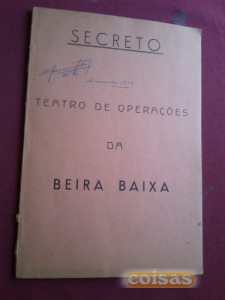 SECRETO
TEATRO DE OPERAÇÕES
DA
BEIRA BAIXA
coisas